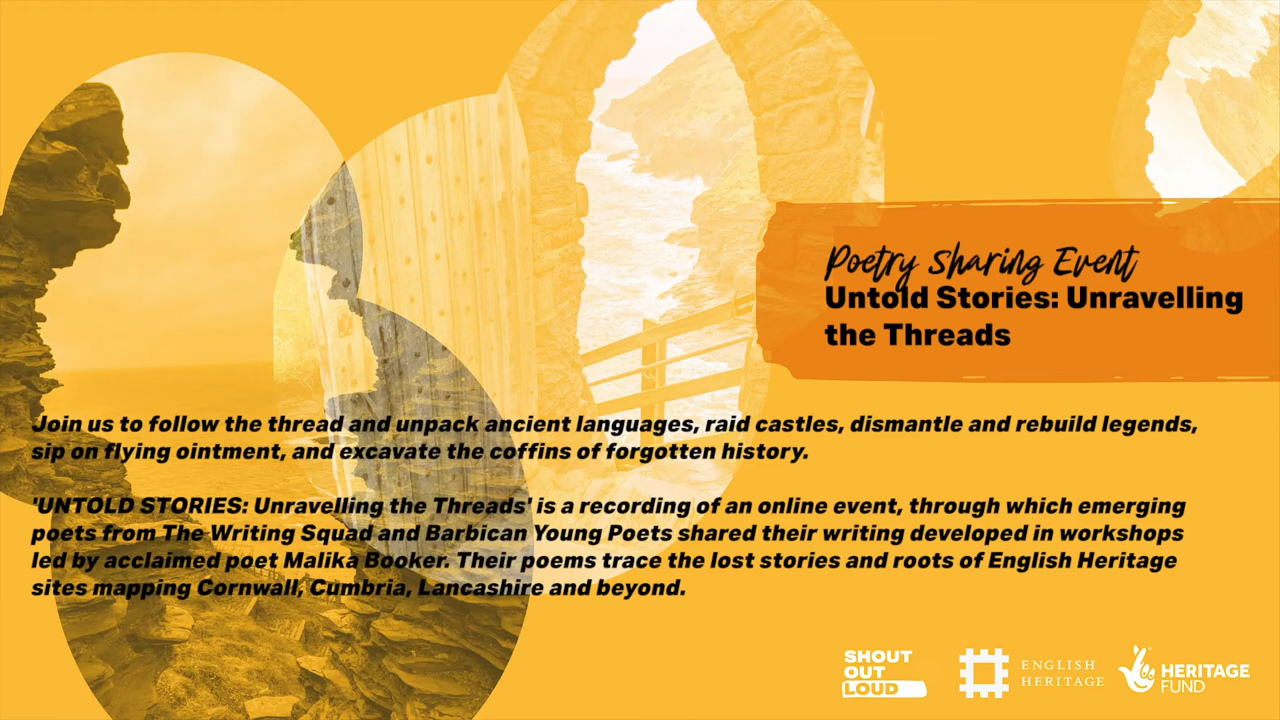 Poetry Sharing Event
Untold Stories: Unravelling
the Threads
Join us to follow the thread and unpack ancient languages, raid castles, dismantle and rebuild legends,
sip on flying ointment, and excavate the coffins of forgotten history.
'UNTOLD STORIES: Unravelling the Threads' is a recording of an online event, through which emerging
poets from The Writing Squad and Barbican Young Poets shared their writing developed in workshops
led by acclaimed poet Malika Booker. Their poems trace the lost stories and roots of English Heritage
sites mapping Cornwall, Cumbria, Lancashire and beyond.
SHOUT
OUT
LOUD
ENGLISH
HERITAGE
HERITAGE
FUND